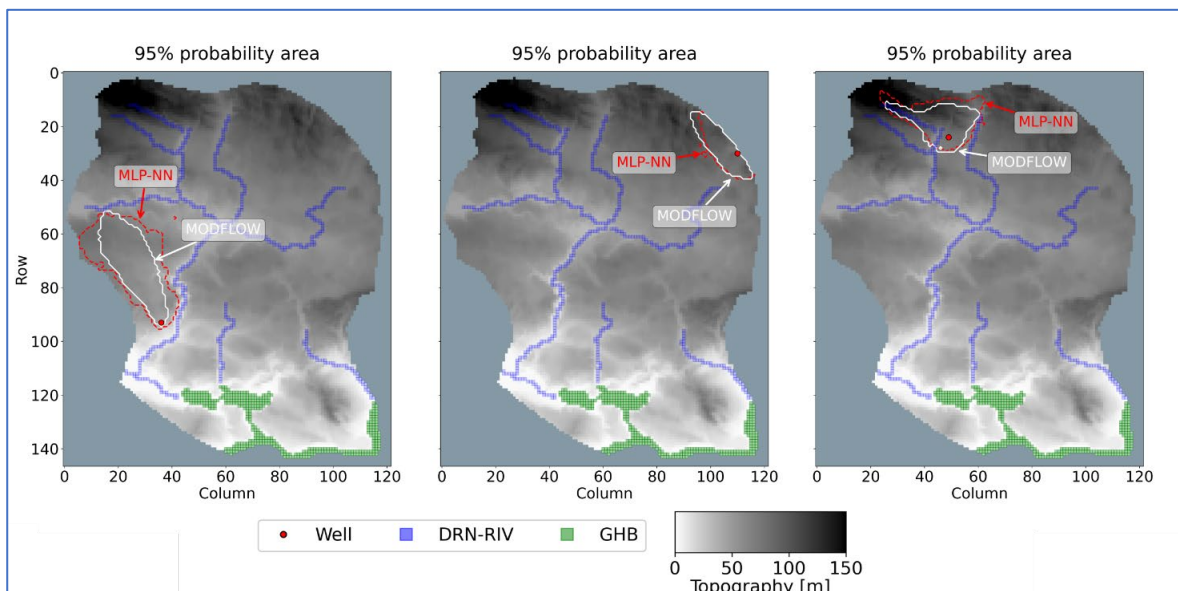 95% probability area
95% probability area
95% probability area
0
20
40
60
80
100
120
140
Row
MLP-NN
MODFLOW
MLP-NN
MODFLOW
MLP-NN
MODFLOW
0 20 40 60 80 100 120
0 20 40 60 80 100 120
0 20 40 60 80 100 120
Column
Column
Column
Well DRN-RIV GHB
0 50 100 150
Topography [m]